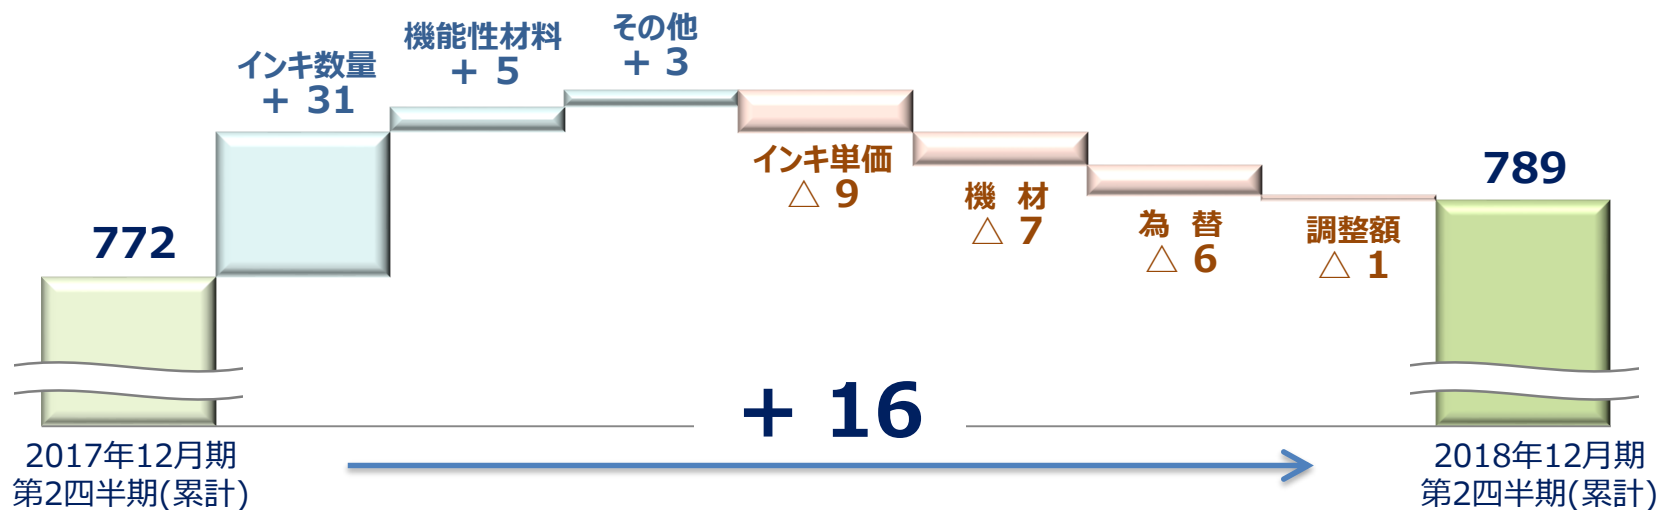 インキ数量
+ 31
機能性材料
+ 5
その他
+ 3
インキ単価
△ 9
機 材
△ 7
為 替
△ 6
調整額
△ 1
772
789
+ 16
2017年12月期
第2四半期(累計)
2018年12月期
第2四半期(累計)